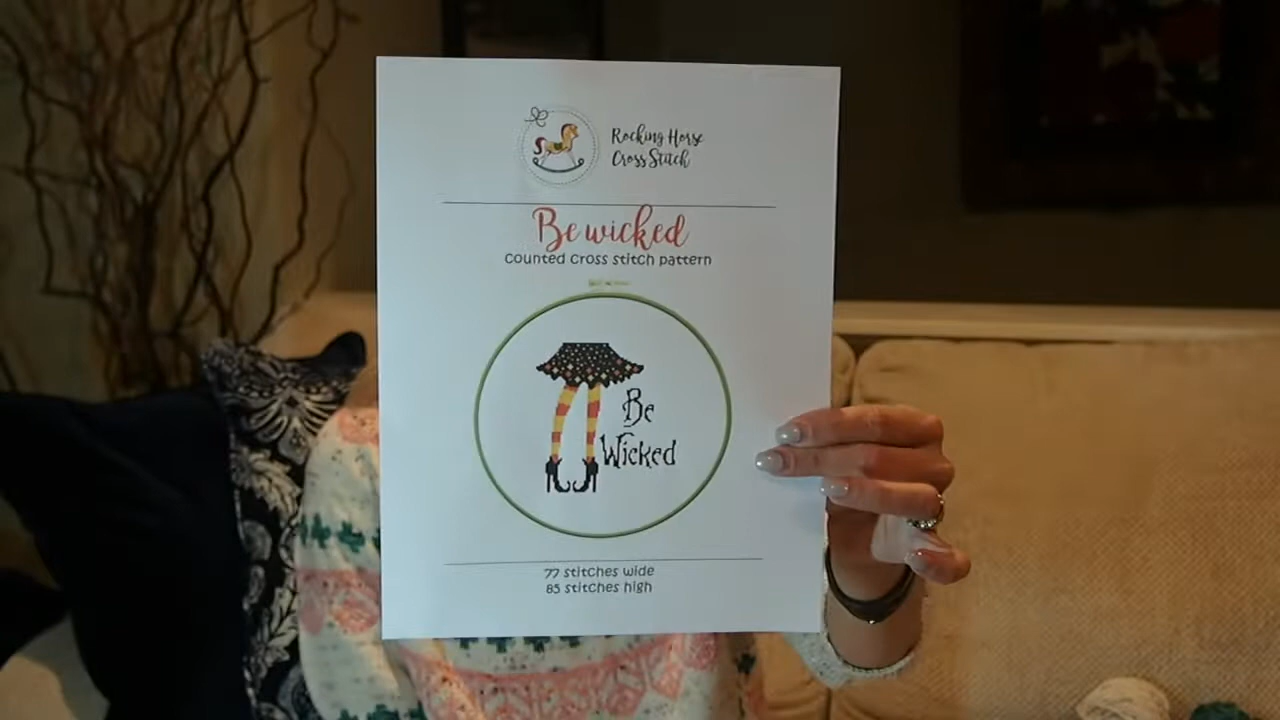 Rocking Horse
Cross Stitch
Be wicked
counted cross stitch pattern
Be
Wicked
77 stitches wide
85 stitches high